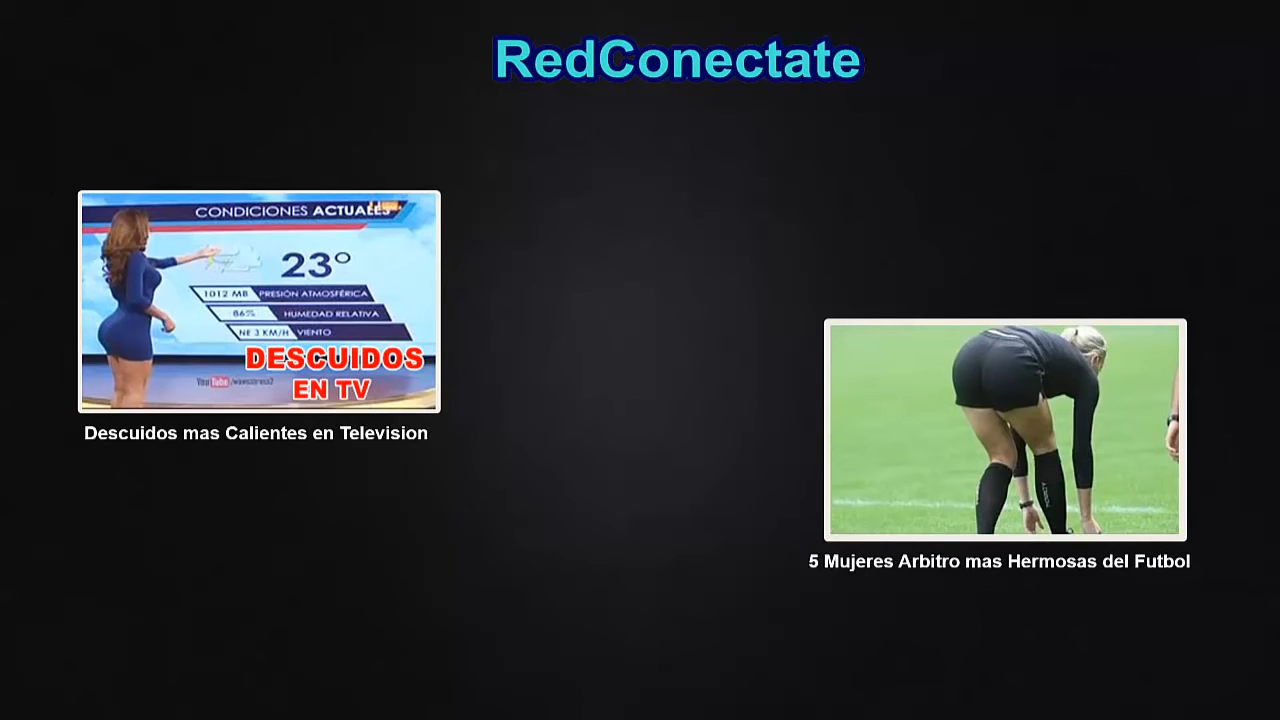 RedConectate
CONDICIONES ACTUALES
23°
1012 MB PRESIÓN ATMOSFÉRICA
86% HUMEDAD RELATIVA
NE 3 KM/H VIENTO
DESCUIDOS
EN TV
YouTube
Descuidos mas Calientes en Television
5 Mujeres Arbitro mas Hermosas del Futbol